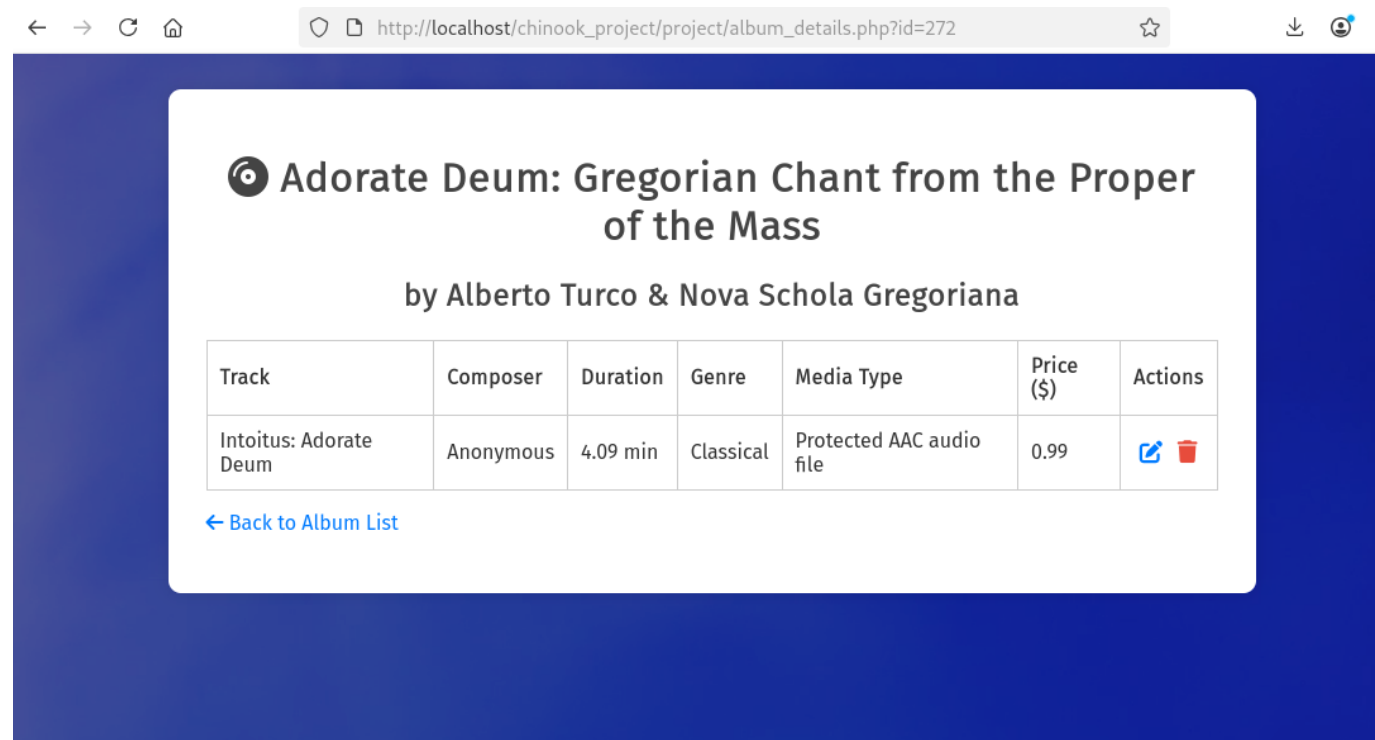 http://localhost/chinook_project/project/album_details.php?id=272
Adorate Deum: Gregorian Chant from the Proper
of the Mass
by Alberto Turco & Nova Schola Gregoriana
Track Composer Duration Genre Media Type Price ($) Actions
Intoitus: Adorate Deum Anonymous 4.09 min Classical Protected AAC audio file 0.99
Back to Album List